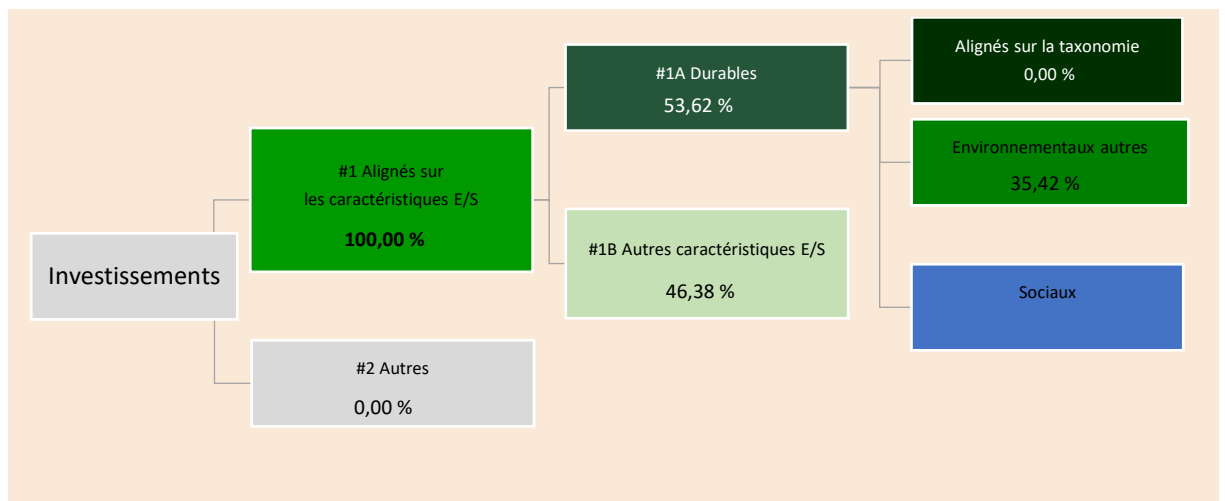 Investissements
#1 Alignés sur
les caractéristiques E/S
100,00 %
#2 Autres
0,00 %
#1A Durables
53,62 %
#1B Autres caractéristiques E/S
46,38 %
Alignés sur la taxonomie
0,00 %
Environnementaux autres
35,42 %
Sociaux